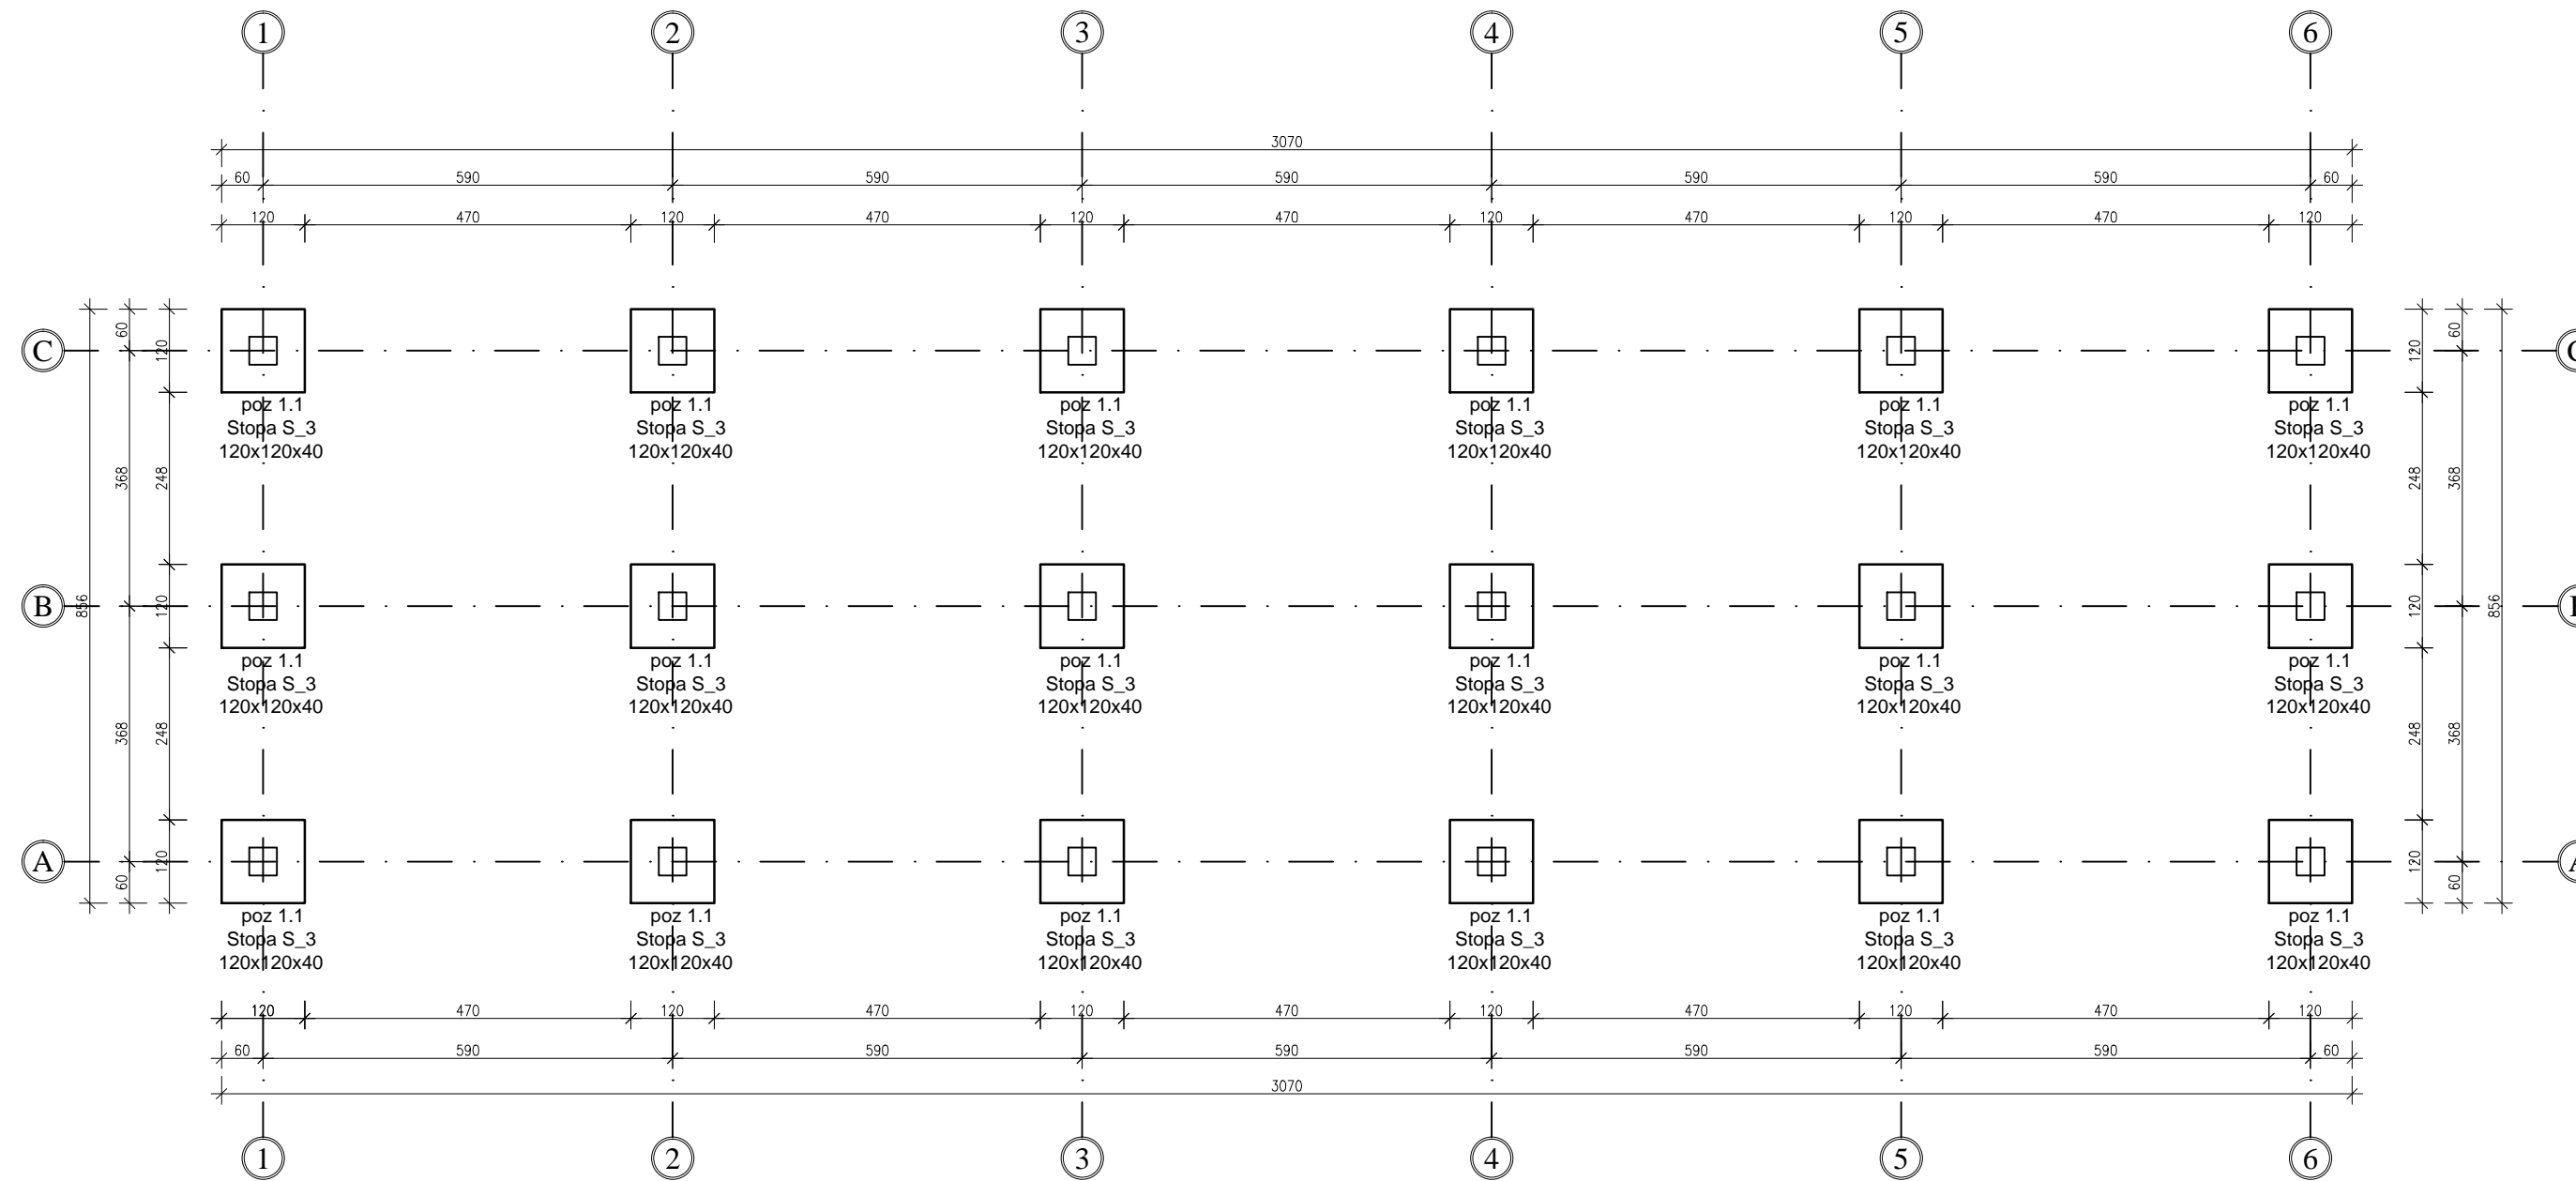 1 2 3 4 5 6
3070
60 590 590 590 590 590 60
120 470 120 470 120 470 120 470 120 470 120
60 120 120 60
C C
poz 1.1 poz 1.1 poz 1.1 poz 1.1 poz 1.1 poz 1.1
Stopa S_3 Stopa S_3 Stopa S_3 Stopa S_3 Stopa S_3 Stopa S_3
120x120x40 120x120x40 120x120x40 120x120x40 120x120x40 120x120x40
368 248 248 368
B 856 120 120 856
poz 1.1 poz 1.1 poz 1.1 poz 1.1 poz 1.1 poz 1.1
Stopa S_3 Stopa S_3 Stopa S_3 Stopa S_3 Stopa S_3 Stopa S_3
120x120x40 120x120x40 120x120x40 120x120x40 120x120x40 120x120x40
368 248 248 368
A 120 120 A
60 60
poz 1.1 poz 1.1 poz 1.1 poz 1.1 poz 1.1 poz 1.1
Stopa S_3 Stopa S_3 Stopa S_3 Stopa S_3 Stopa S_3 Stopa S_3
120x120x40 120x120x40 120x120x40 120x120x40 120x120x40 120x120x40
120 470 120 470 120 470 120 470 120 470 120
60 590 590 590 590 590 60
3070
1 2 3 4 5 6